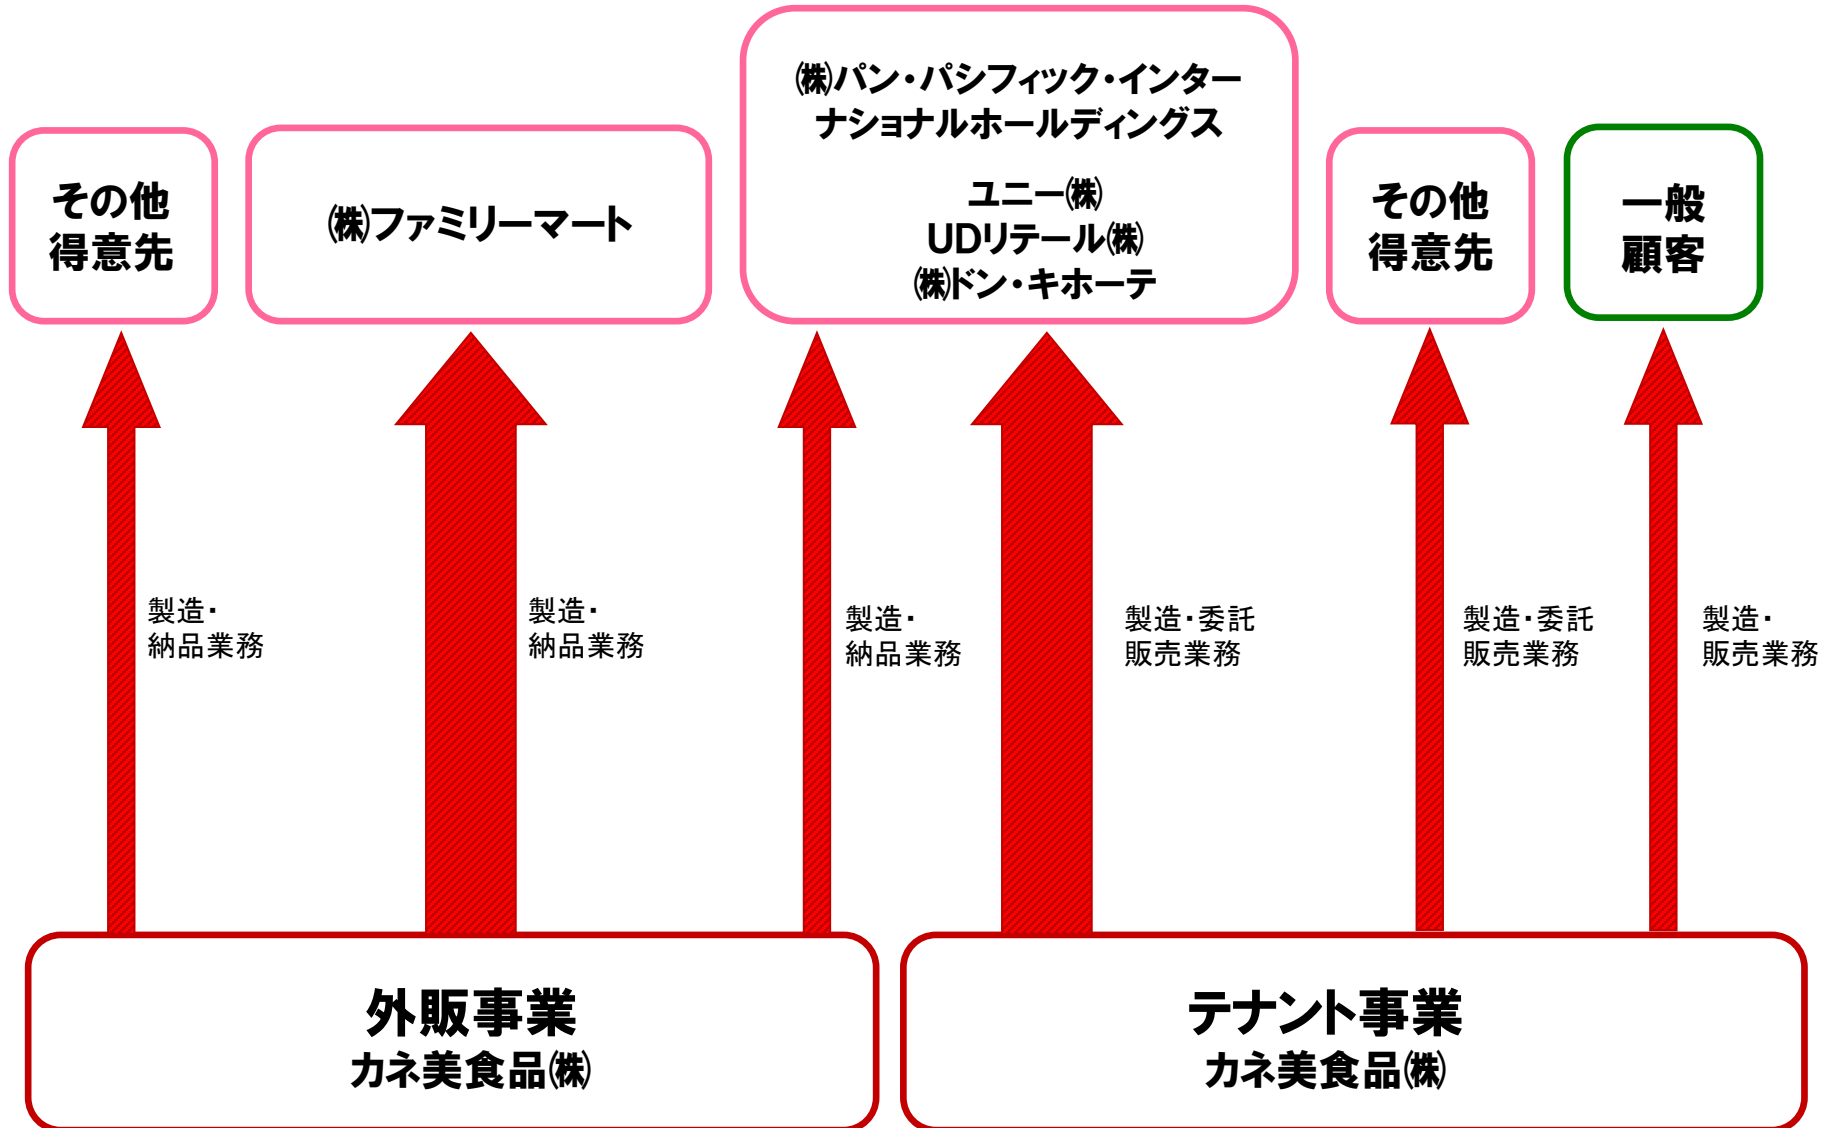 その他
得意先
㈱ファミリーマート
㈱パン・パシフィック・インター
ナショナルホールディングス
ユニー㈱
UDリテール㈱
㈱ドン・キホーテ
その他
得意先
一般
顧客
製造・
納品業務
製造・
納品業務
製造・
納品業務
製造・委託
販売業務
製造・委託
販売業務
製造・
販売業務
外販事業
カネ美食品㈱
テナント事業
カネ美食品㈱